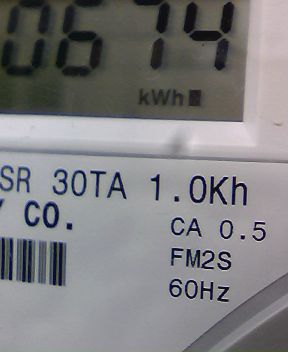 0674
kWh
SR 30TA 1.0Kh
Y CO.
CA 0.5
FM2S
60Hz